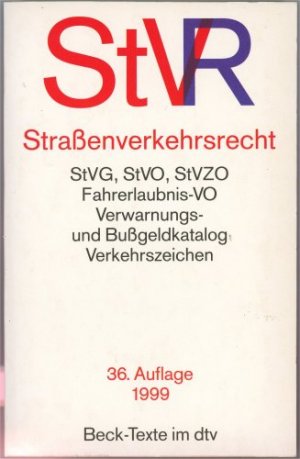 StVR
Straßenverkehrsrecht
StVG, StVO, StVZO
Fahrerlaubnis-VO
Verwarnungs-
und Bußgeldkatalog
Verkehrszeichen
36. Auflage
1999
Beck-Texte im dtv